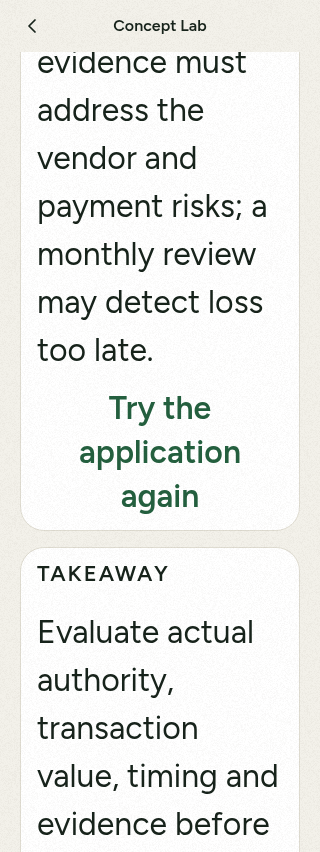 Concept Lab
evidence must
address the
vendor and
payment risks; a
monthly review
may detect loss
too late.
Try the
application
again
TAKEAWAY
Evaluate actual
authority,
transaction
value, timing and
evidence before